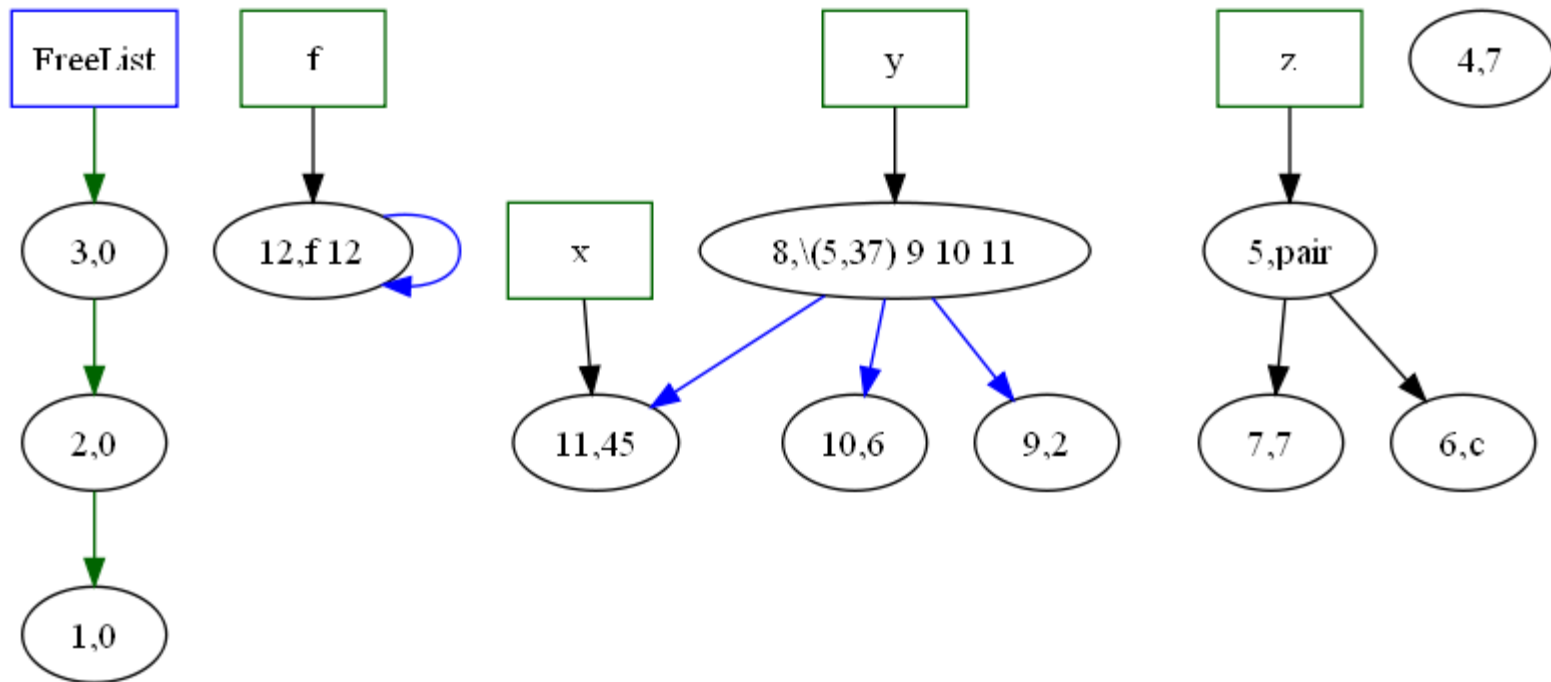 FreeList
f
y
z
4,7
3,0
12,f 12
x
8,\(5,37) 9 10 11
5,pair
2,0
11,45
10,6
9,2
7,7
6,c
1,0